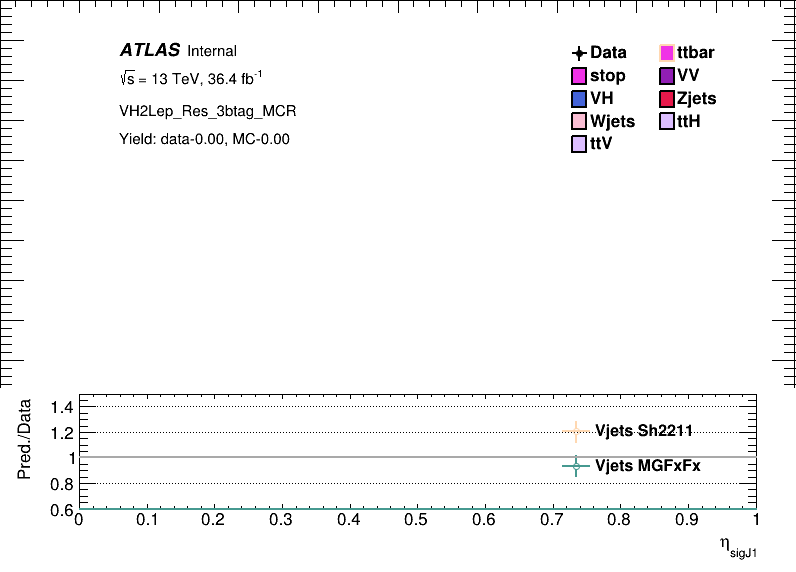 ATLAS Internal
√s = 13 TeV, 36.4 fb⁻¹
VH2Lep_Res_3btag_MCR
Yield: data-0.00, MC-0.00
Data ttbar
stop VV
VH Zjets
Wjets ttH
ttV
Pred./Data
1.4
1.2
1
0.8
0.6
Vjets Sh2211
Vjets MGFxFx
0 0.1 0.2 0.3 0.4 0.5 0.6 0.7 0.8 0.9 1
η_sigJ1